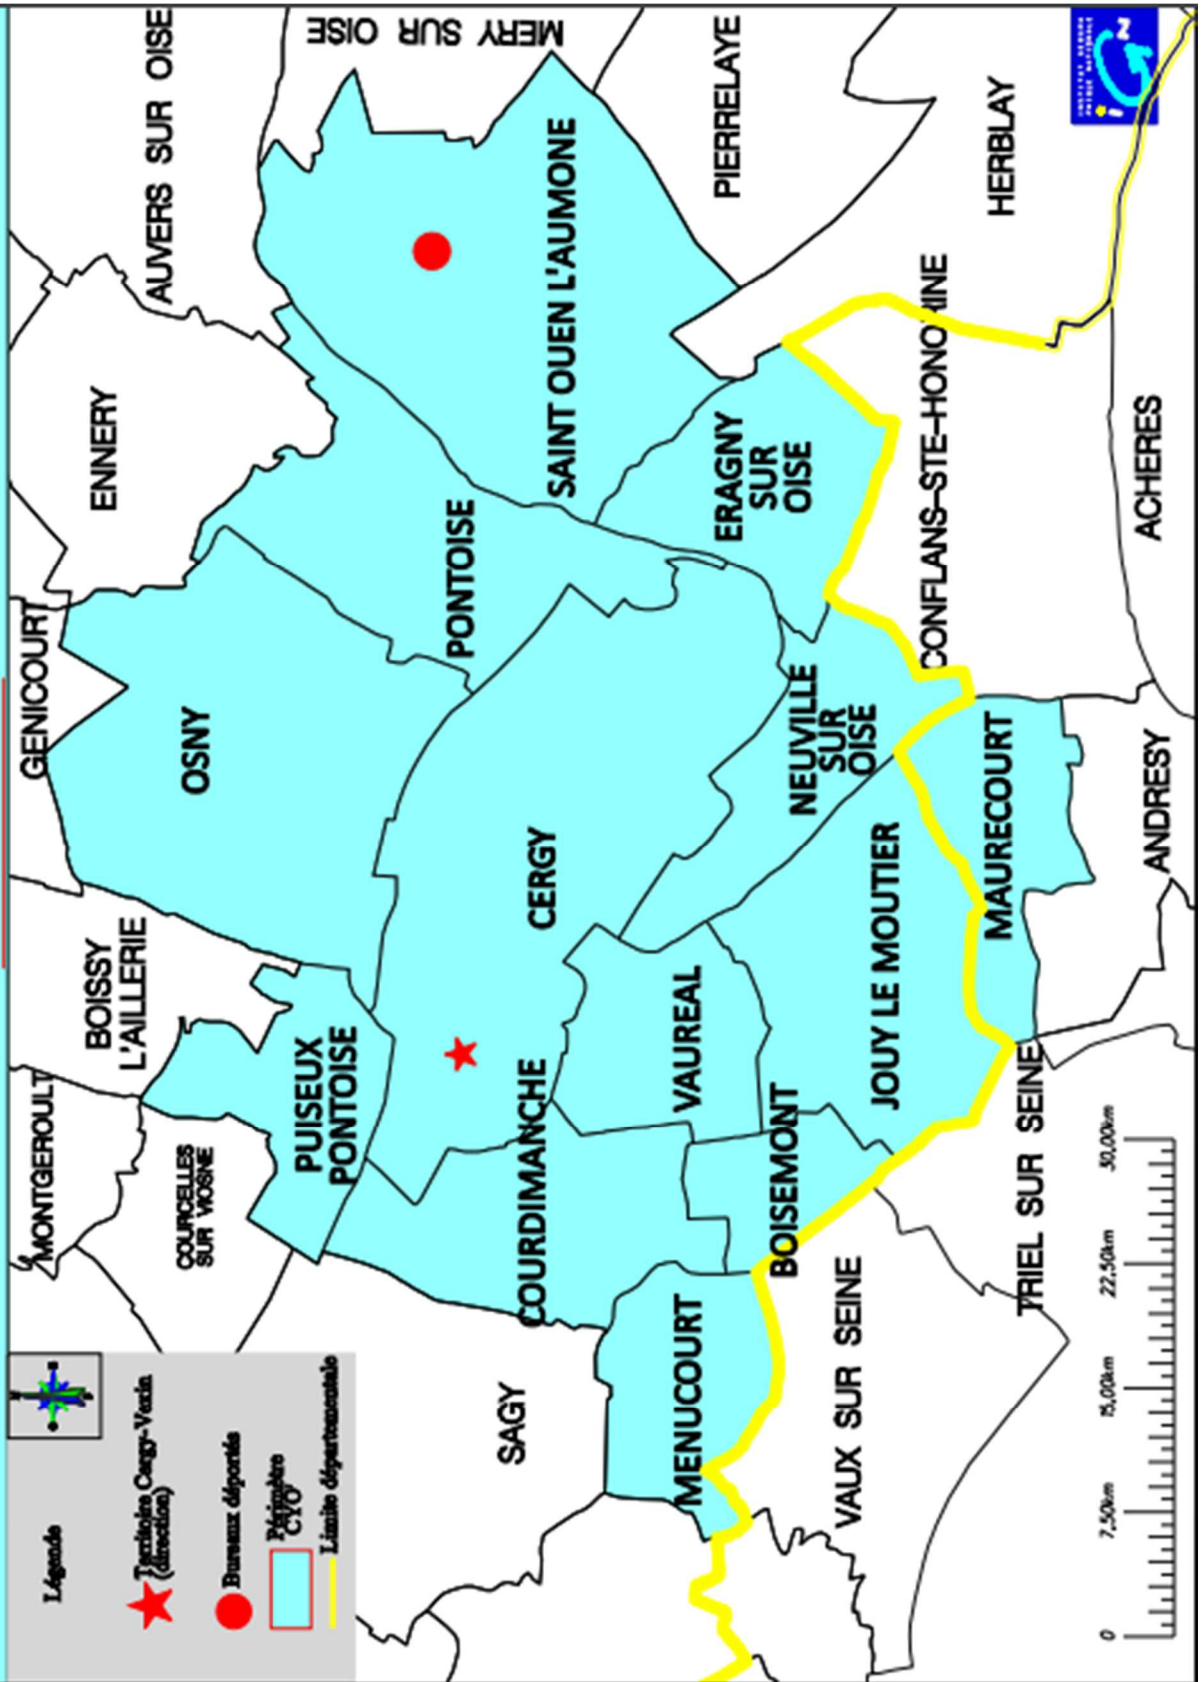 Légende
Territoire Cergy-Vexin
(direction)
Bureaux déportés
Périmètre
CYO
Limite départementale
MONTGEROULT
GENICOURT
ENNERY
AUVERS SUR OISE
MERY SUR OISE
BOISSY
L'AILLERIE
COURCELLES
SUR VIOSNE
OSNY
PUISEUX
PONTOISE
PONTOISE
SAGY
COURDIMANCHE
CERGY
SAINT OUEN L'AUMONE
PIERRELAYE
MENUCOURT
VAUREAL
ERAGNY
SUR
OISE
BOISEMONT
NEUVILLE
SUR
OISE
VAUX SUR SEINE
JOUY LE MOUTIER
CONFLANS-STE-HONORINE
HERBLAY
TRIEL SUR SEINE
MAURECOURT
ANDRESY
ACHERES
0 7,50km 15,00km 22,50km 30,00km